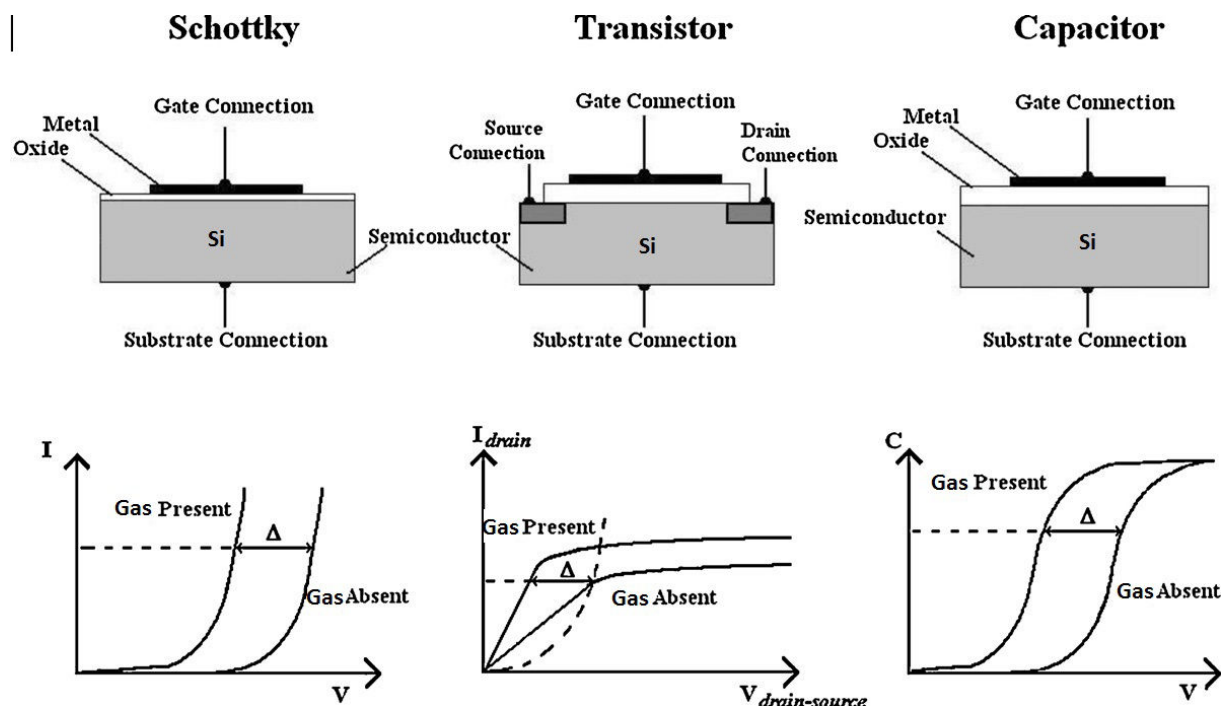 Schottky
Transistor
Capacitor
Gate Connection
Metal
Oxide
Si
Semiconductor
Substrate Connection
Gate Connection
Source
Connection
Drain
Connection
Si
Substrate Connection
Gate Connection
Metal
Oxide
Semiconductor
Si
Substrate Connection
I
Gas Present
Δ
Gas Absent
V
I drain
Gas Present
Δ
Gas Absent
V drain-source
C
Gas Present
Δ
Gas Absent
V